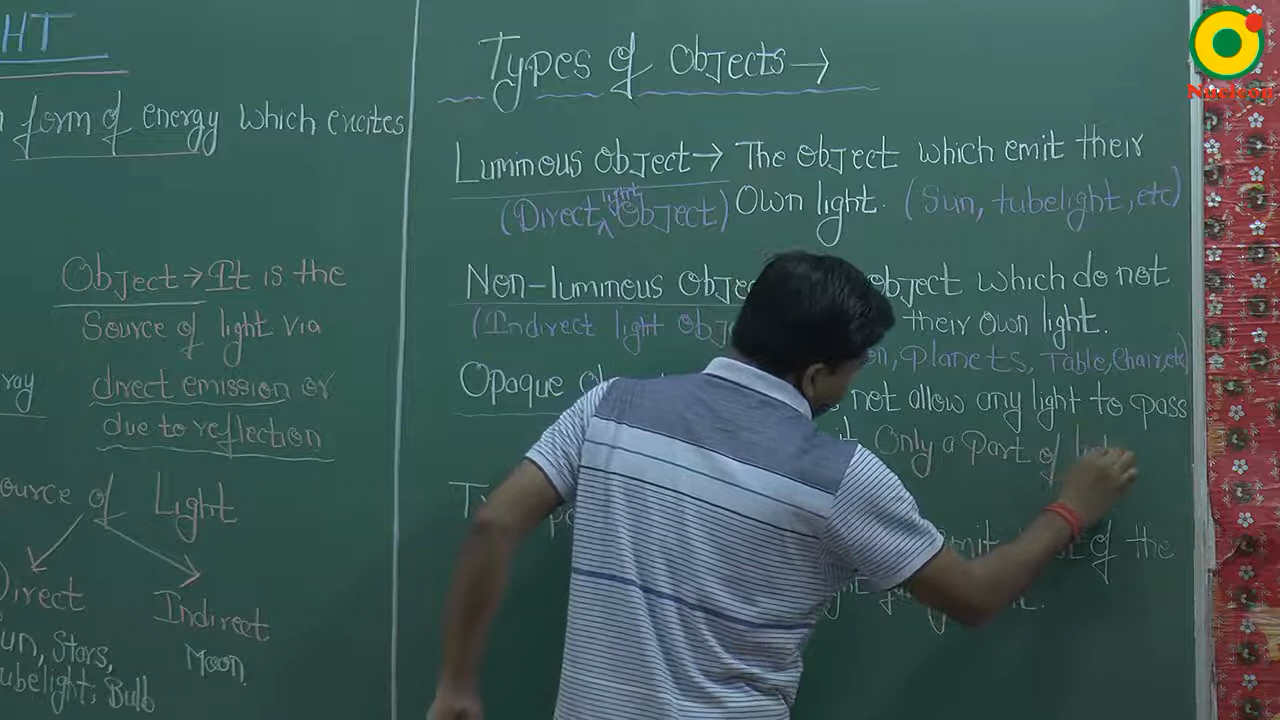 HT
form of energy which excites
Object → It is the
Source of light via
ray direct emission or
due to reflection
ource of Light
Direct Indirect
un, Stars, Moon
ubelight, Bulb
Types of Objects →
Luminous Object → The Object which emit their
(Direct light Object) Own light. (Sun, tubelight, etc)
Non-luminous Obje object which do not
(Indirect light Obj their Own light.
on, planets, Table, Chair, etc)
Opaque not allow any light to pass
Only a part of
of the
Nucleon